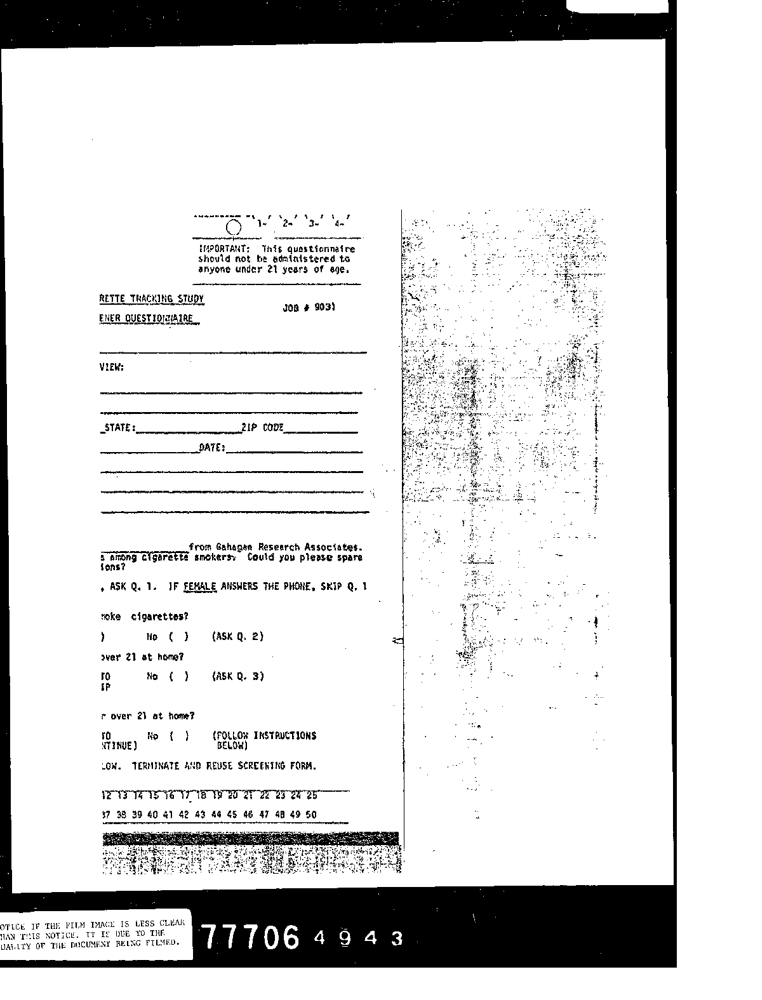 1- 2- 3- 4-
IMPORTANT: This questionnaire
should not be administered to
anyone under 21 years of age.
RETTE TRACKING STUDY
JOB # 9031
ENER QUESTIONNAIRE
VIEW:
STATE: ZIP CODE
DATE:
from Gahagan Research Associates.
s among cigarette smokers. Could you please spare
ions?
, ASK Q. 1. IF FEMALE ANSWERS THE PHONE, SKIP Q. 1
moke cigarettes?
) No ( ) (ASK Q. 2)
over 21 at home?
TO No ( ) (ASK Q. 3)
IP
r over 21 at home?
TO No ( ) (FOLLOW INSTRUCTIONS
NTINUE) BELOW)
LOW. TERMINATE AND REUSE SCREENING FORM.
12 13 14 15 16 17 18 19 20 21 22 23 24 25
37 38 39 40 41 42 43 44 45 46 47 48 49 50
OTICE IF THE FILM IMAGE IS LESS CLEAR
HAN THIS NOTICE, IT IS DUE TO THE
UALITY OF THE DOCUMENT BEING FILMED.
77706 4943